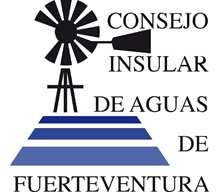 CONSEJO
INSULAR
DE AGUAS
DE
FUERTEVENTURA